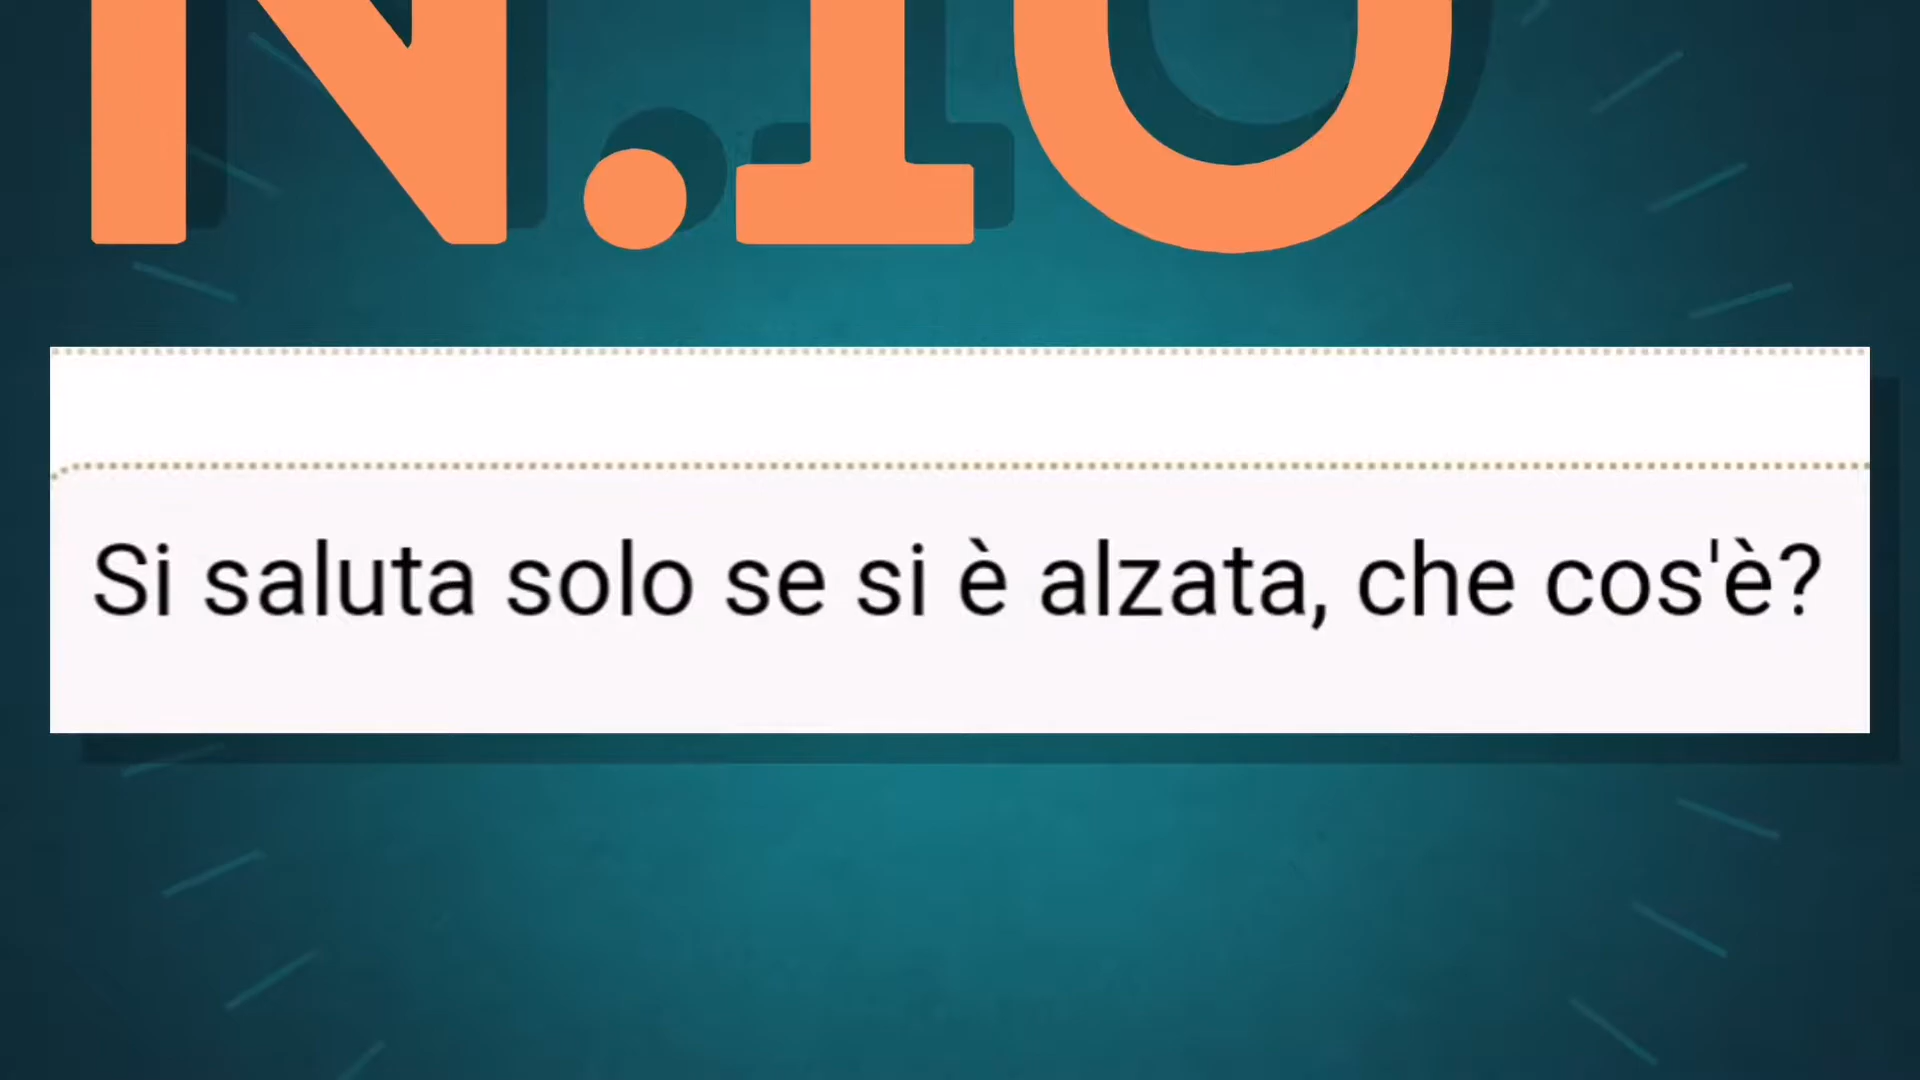 N.10
Si saluta solo se si è alzata, che cos'è?